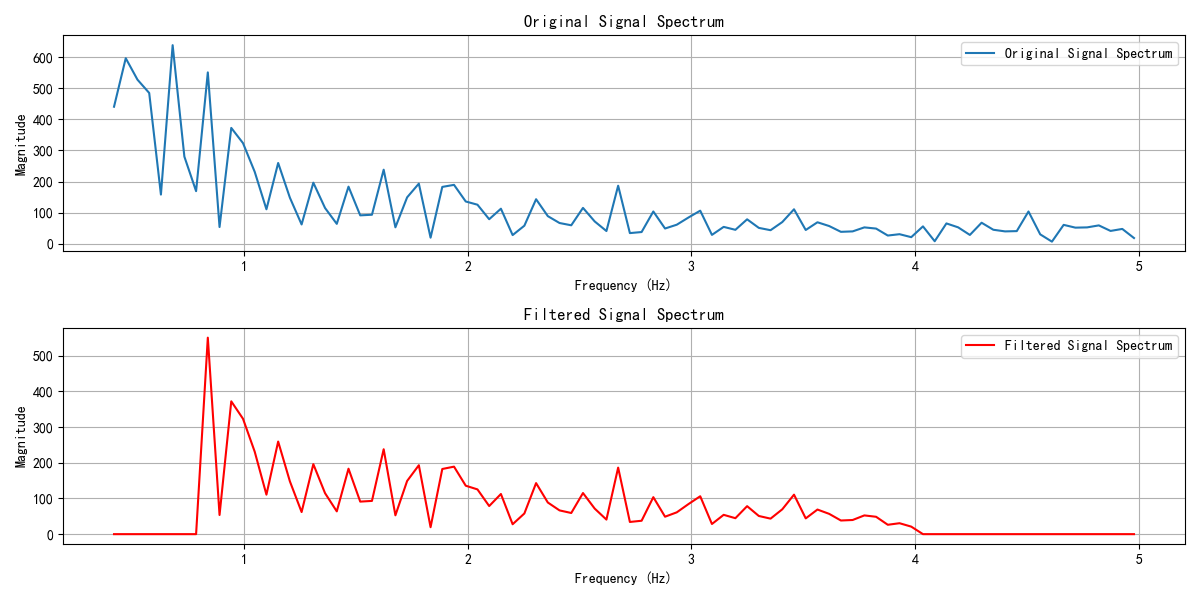 Original Signal Spectrum
Original Signal Spectrum
Magnitude
600
500
400
300
200
100
0
1
2
3
4
5
Frequency (Hz)
Filtered Signal Spectrum
Filtered Signal Spectrum
Magnitude
500
400
300
200
100
0
1
2
3
4
5
Frequency (Hz)